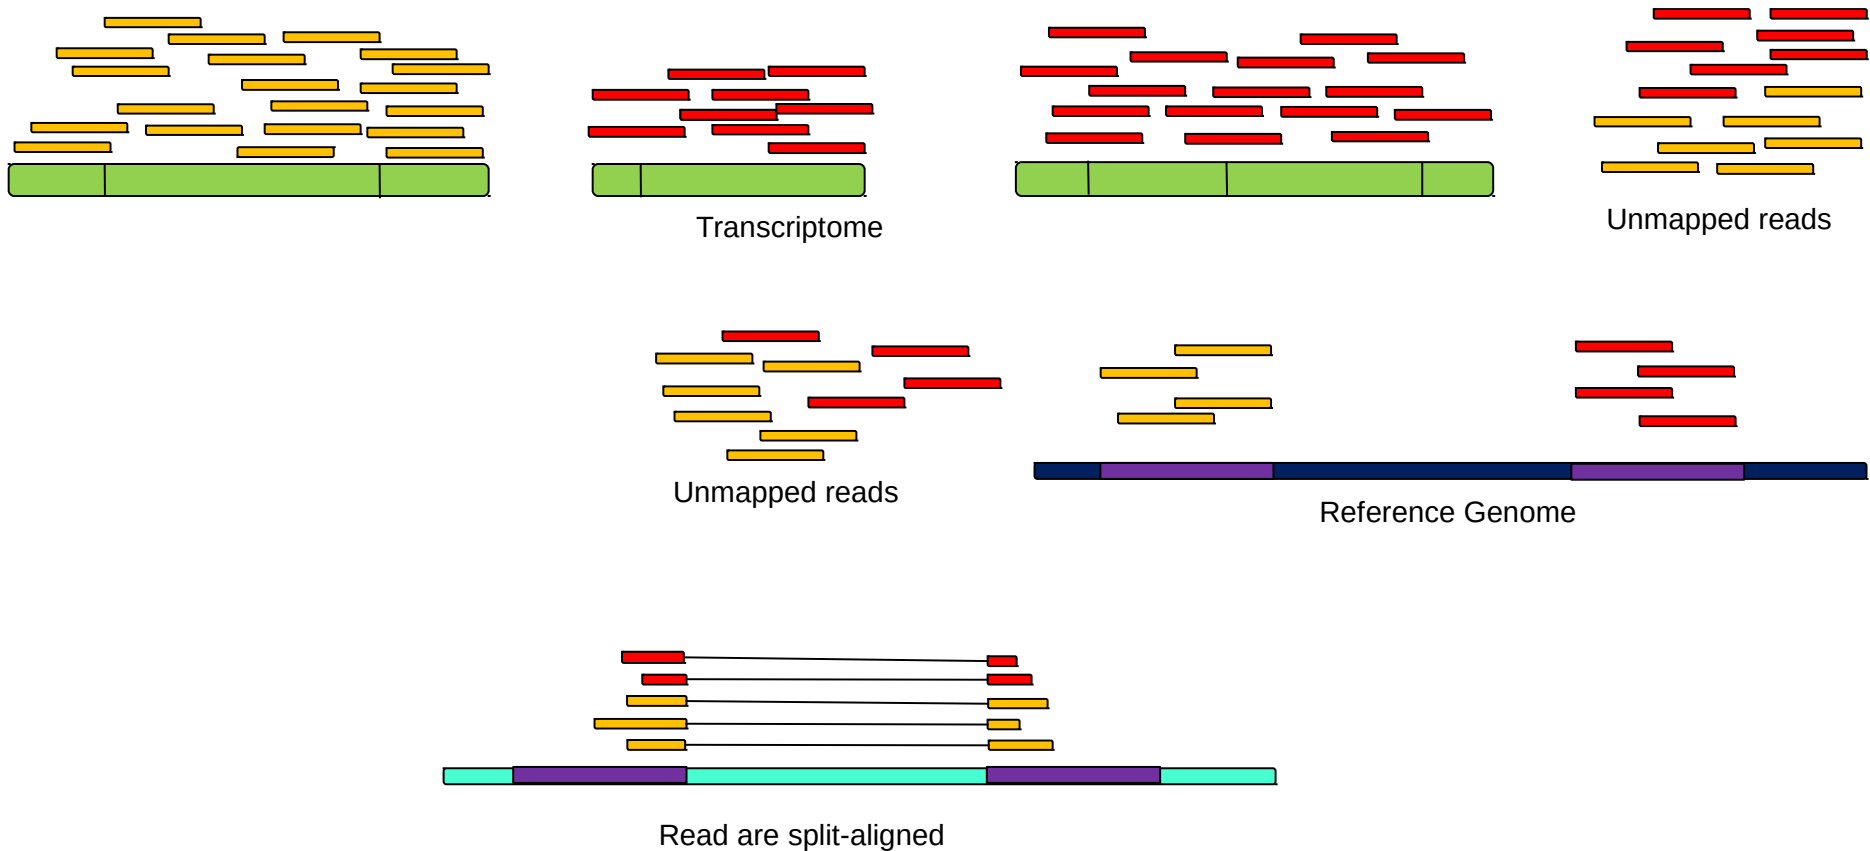 Transcriptome
Unmapped reads
Unmapped reads
Reference Genome
Read are split-aligned